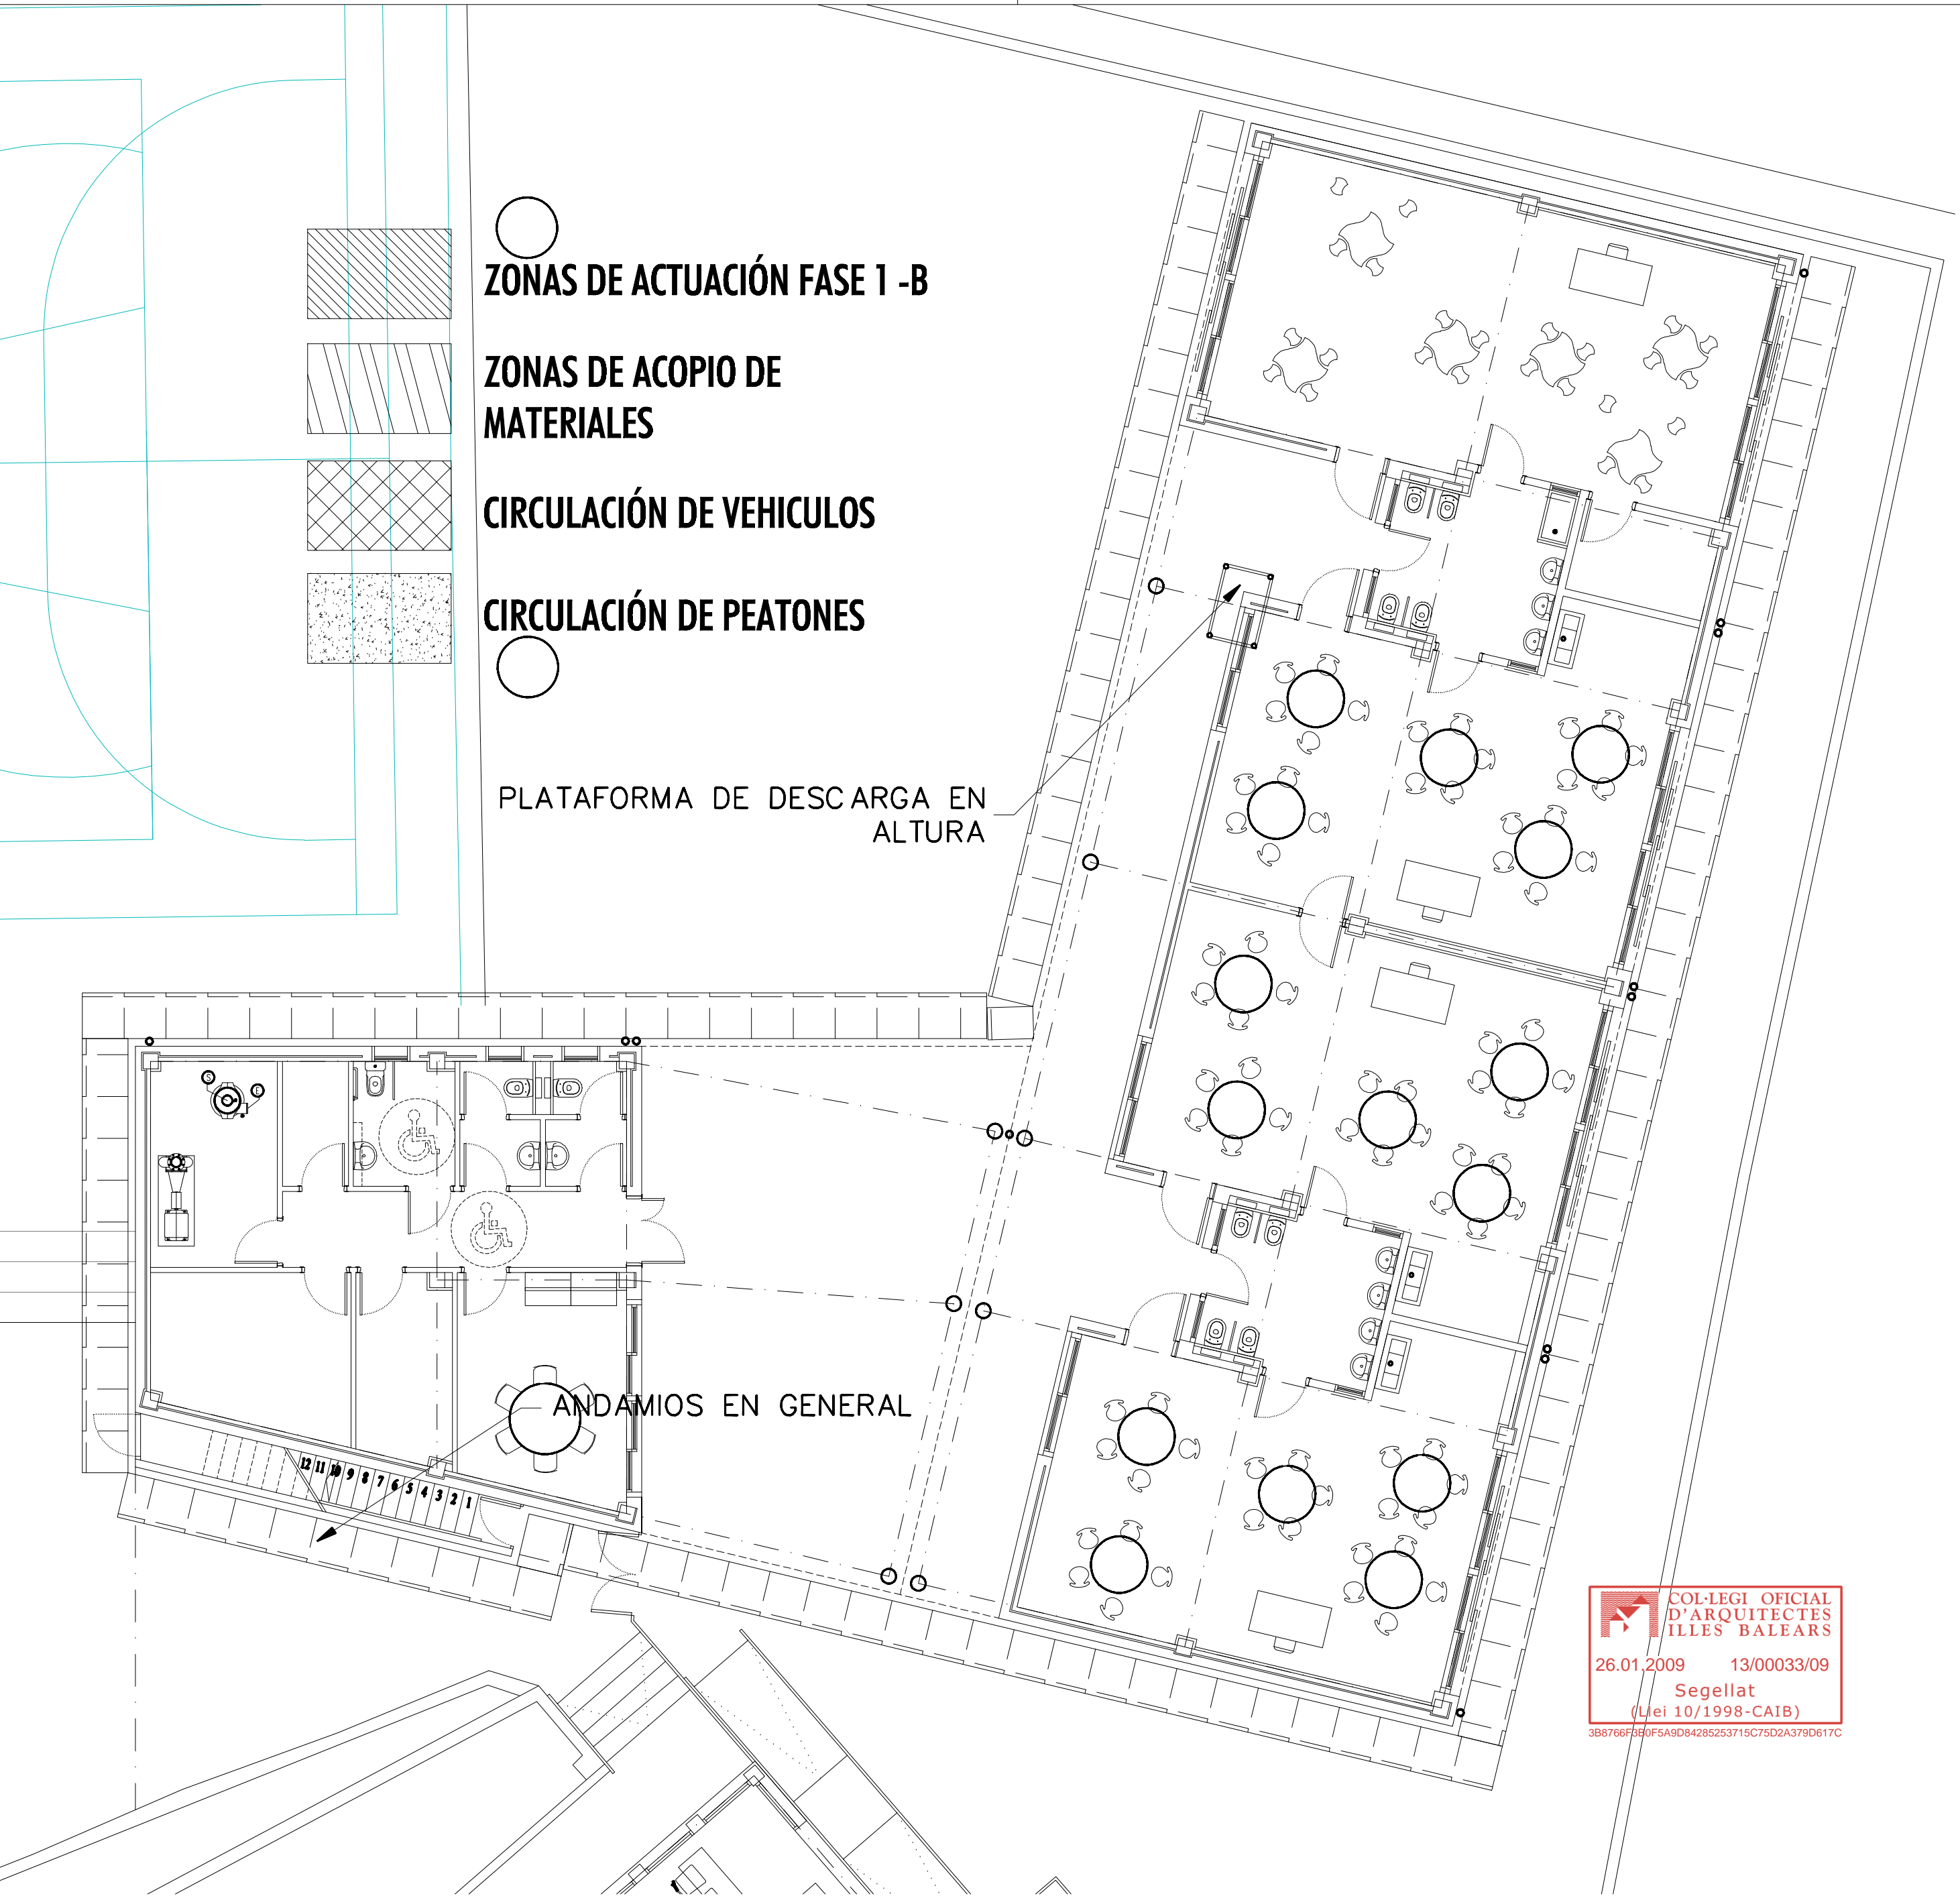 ZONAS DE ACTUACIÓN FASE 1 -B
ZONAS DE ACOPIO DE
MATERIALES
CIRCULACIÓN DE VEHICULOS
CIRCULACIÓN DE PEATONES
PLATAFORMA DE DESCARGA EN
ALTURA
S
E
ANDAMIOS EN GENERAL
12 11 10 9 8 7 6 5 4 3 2 1
COL·LEGI OFICIAL
D'ARQUITECTES
ILLES BALEARS
26.01.2009 13/00033/09
Segellat
(Llei 10/1998-CAIB)
3B8766F3B0F5A9D84285253715C75D2A379D617C